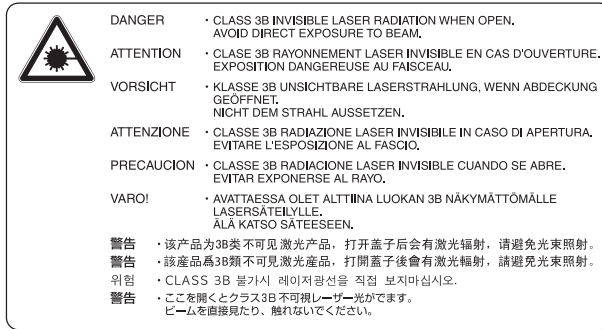 DANGER · CLASS 3B INVISIBLE LASER RADIATION WHEN OPEN.
AVOID DIRECT EXPOSURE TO BEAM.
ATTENTION · CLASE 3B RAYONNEMENT LASER INVISIBLE EN CAS D'OUVERTURE.
EXPOSITION DANGEREUSE AU FAISCEAU.
VORSICHT · KLASSE 3B UNSICHTBARE LASERSTRAHLUNG, WENN ABDECKUNG
GEÖFFNET.
NICHT DEM STRAHL AUSSETZEN.
ATTENZIONE · CLASSE 3B RADIAZIONE LASER INVISIBILE IN CASO DI APERTURA.
EVITARE L'ESPOSIZIONE AL FASCIO.
PRECAUCION · CLASSE 3B RADIACIONE LASER INVISIBLE CUANDO SE ABRE.
EVITAR EXPONERSE AL RAYO.
VARO! · AVATTAESSA OLET ALTTIINA LUOKAN 3B NÄKYMÄTTÖMÄLLE
LASERSÄTEILYLLE.
ÄLÄ KATSO SÄTEESEEN.
警告 · 该产品为3B类不可见激光产品，打开盖子后会有激光辐射，请避免光束照射。
警告 · 該産品爲3B類不可見激光産品，打開蓋子後會有激光輻射，請避免光束照射。
위험 · CLASS 3B 불가시 레이저광선을 직접 보지마십시오.
警告 · ここを開くとクラス3B 不可視レーザー光がでます。
ビームを直接見たり、触れないでください。